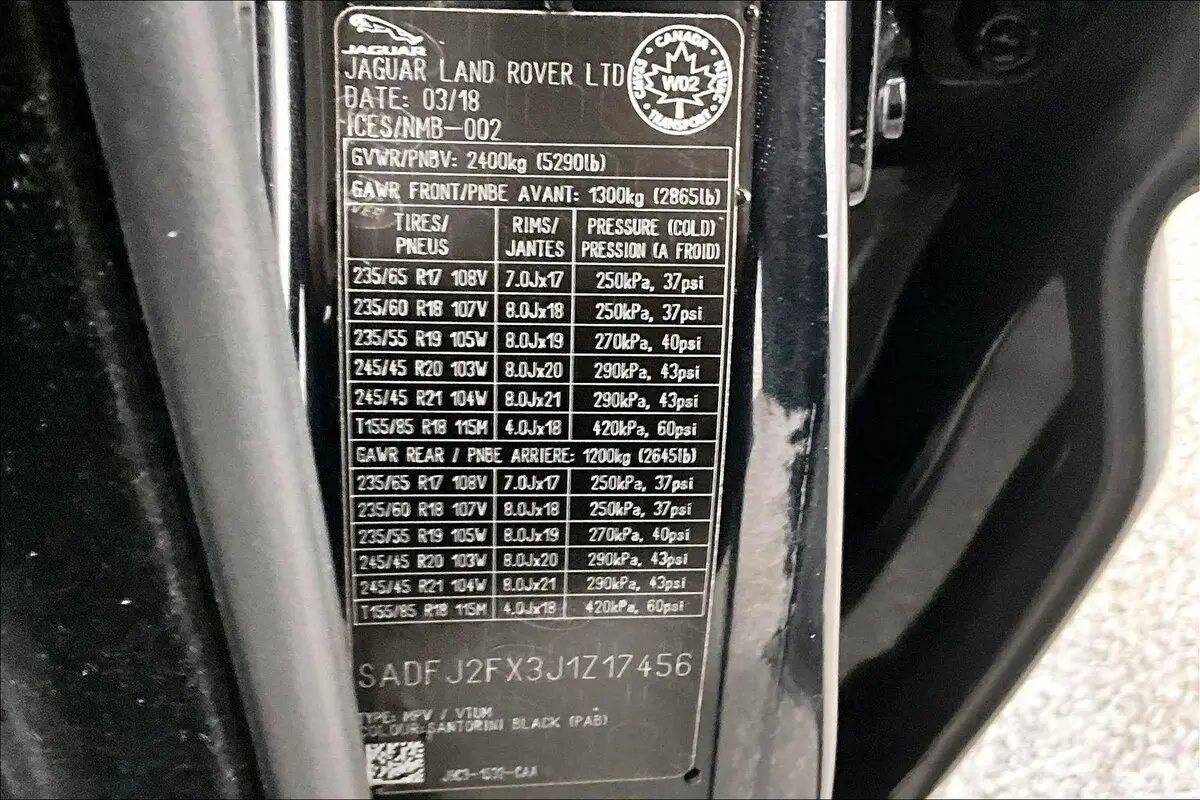 JAGUAR
JAGUAR LAND ROVER LTD
DATE: 03/18
ICES/NMB-002
CANADA
W02
TRANSPORT
GVWR/PNBV: 2400kg (5290lb)
GAWR FRONT/PNBE AVANT: 1300kg (2865lb)
TIRES/ RIMS/ PRESSURE (COLD)
PNEUS JANTES PRESSION (A FROID)
235/65 R17 108V 7.0Jx17 250kPa, 37psi
235/60 R18 107V 8.0Jx18 250kPa, 37psi
235/55 R19 105W 8.0Jx19 270kPa, 40psi
245/45 R20 103W 8.0Jx20 290kPa, 43psi
245/45 R21 104W 8.0Jx21 290kPa, 43psi
T155/85 R18 115M 4.0Jx18 420kPa, 60psi
GAWR REAR / PNBE ARRIERE: 1200kg (2645lb)
235/65 R17 108V 7.0Jx17 250kPa, 37psi
235/60 R18 107V 8.0Jx18 250kPa, 37psi
235/55 R19 105W 8.0Jx19 270kPa, 40psi
245/45 R20 103W 8.0Jx20 290kPa, 43psi
245/45 R21 104W 8.0Jx21 290kPa, 43psi
T155/85 R18 115M 4.0Jx18 420kPa, 60psi
SADFJ2FX3J1Z17456
TYPE: MPV / VTUM
COLOUR:SANTORINI BLACK (PAB)